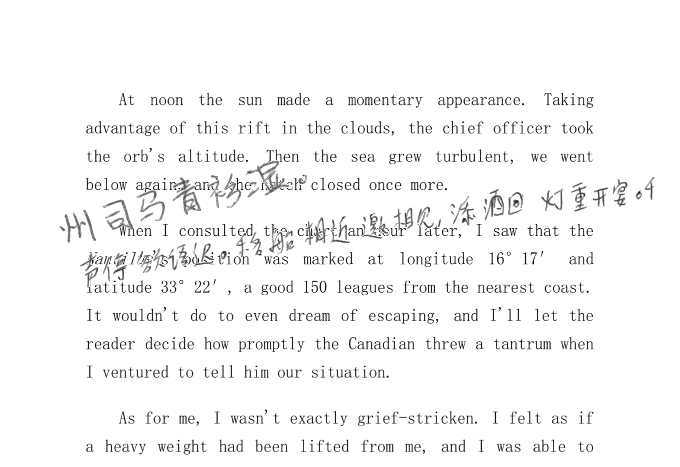 At noon the sun made a momentary appearance. Taking
advantage of this rift in the clouds, the chief officer took
the orb's altitude. Then the sea grew turbulent, we went
below again, and the hatch closed once more.
州司马青衫湿。
When I consulted the chart an hour later, I saw that the
声停欲语迟。移船相近邀相见,添酒回灯重开宴。千
Nautilus's position was marked at longitude 16° 17′ and
latitude 33° 22′, a good 150 leagues from the nearest coast.
It wouldn't do to even dream of escaping, and I'll let the
reader decide how promptly the Canadian threw a tantrum when
I ventured to tell him our situation.
As for me, I wasn't exactly grief-stricken. I felt as if
a heavy weight had been lifted from me, and I was able to